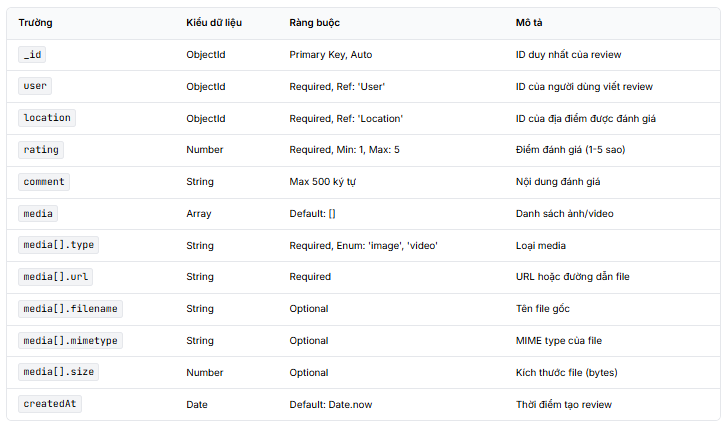 Trường Kiểu dữ liệu Ràng buộc Mô tả
_id ObjectId Primary Key, Auto ID duy nhất của review
user ObjectId Required, Ref: 'User' ID của người dùng viết review
location ObjectId Required, Ref: 'Location' ID của địa điểm được đánh giá
rating Number Required, Min: 1, Max: 5 Điểm đánh giá (1-5 sao)
comment String Max 500 ký tự Nội dung đánh giá
media Array Default: [] Danh sách ảnh/video
media[].type String Required, Enum: 'image', 'video' Loại media
media[].url String Required URL hoặc đường dẫn file
media[].filename String Optional Tên file gốc
media[].mimetype String Optional MIME type của file
media[].size Number Optional Kích thước file (bytes)
createdAt Date Default: Date.now Thời điểm tạo review